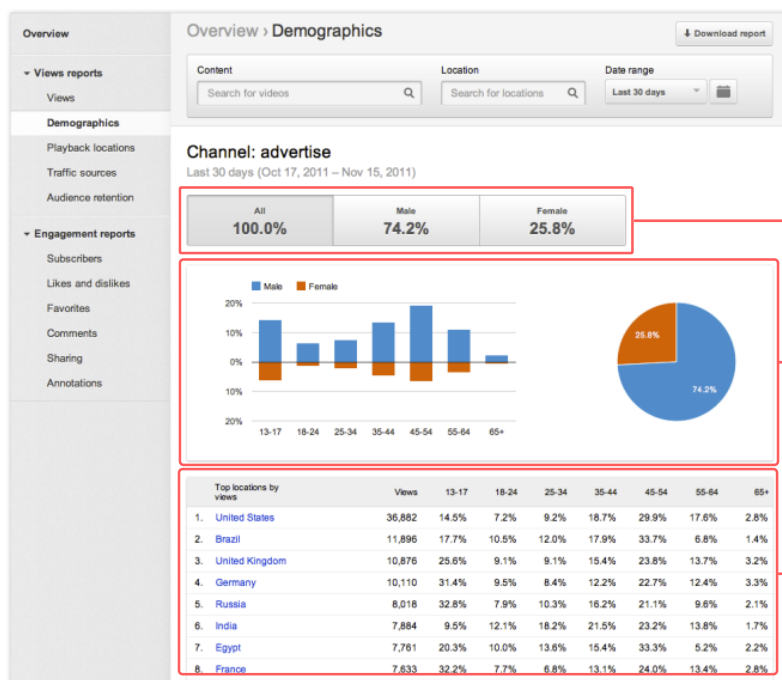 Overview
Views reports
Views
Demographics
Playback locations
Traffic sources
Audience retention
Engagement reports
Subscribers
Likes and dislikes
Favorites
Comments
Sharing
Annotations
Overview › Demographics
Download report
Content Location Date range
Search for videos Search for locations Last 30 days
Channel: advertise
Last 30 days (Oct 17, 2011 – Nov 15, 2011)
All Male Female
100.0% 74.2% 25.8%
Male Female
20%
10%
0%
10%
20%
13-17 18-24 25-34 35-44 45-54 55-64 65+
25.8%
74.2%
Top locations by
views Views 13-17 18-24 25-34 35-44 45-54 55-64 65+
1. United States 36,882 14.5% 7.2% 9.2% 18.7% 29.9% 17.6% 2.8%
2. Brazil 11,896 17.7% 10.5% 12.0% 17.9% 33.7% 6.8% 1.4%
3. United Kingdom 10,876 25.6% 9.1% 9.1% 15.4% 23.8% 13.7% 3.2%
4. Germany 10,110 31.4% 9.5% 8.4% 12.2% 22.7% 12.4% 3.3%
5. Russia 8,018 32.8% 7.9% 10.3% 16.2% 21.1% 9.6% 2.1%
6. India 7,884 9.5% 12.1% 18.2% 21.5% 23.2% 13.8% 1.7%
7. Egypt 7,761 20.3% 10.0% 13.6% 15.4% 33.3% 5.2% 2.2%
8. France 7,633 32.2% 7.7% 6.8% 13.1% 24.0% 13.4% 2.8%